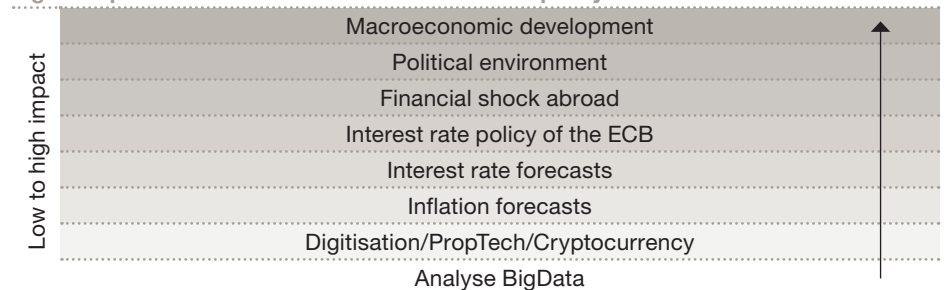 Macroeconomic development
Political environment
Financial shock abroad
Interest rate policy of the ECB
Interest rate forecasts
Inflation forecasts
Digitisation/PropTech/Cryptocurrency
Analyse BigData
Low to high impact